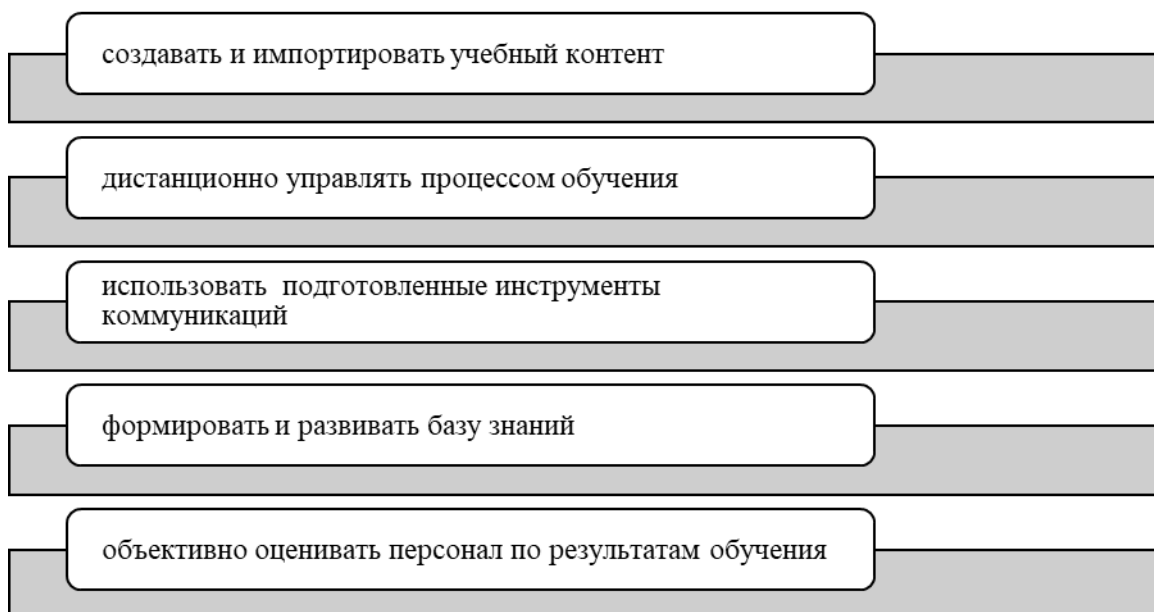 создавать и импортировать учебный контент
дистанционно управлять процессом обучения
использовать  подготовленные инструменты
коммуникаций
формировать и развивать базу знаний
объективно оценивать персонал по результатам обучения